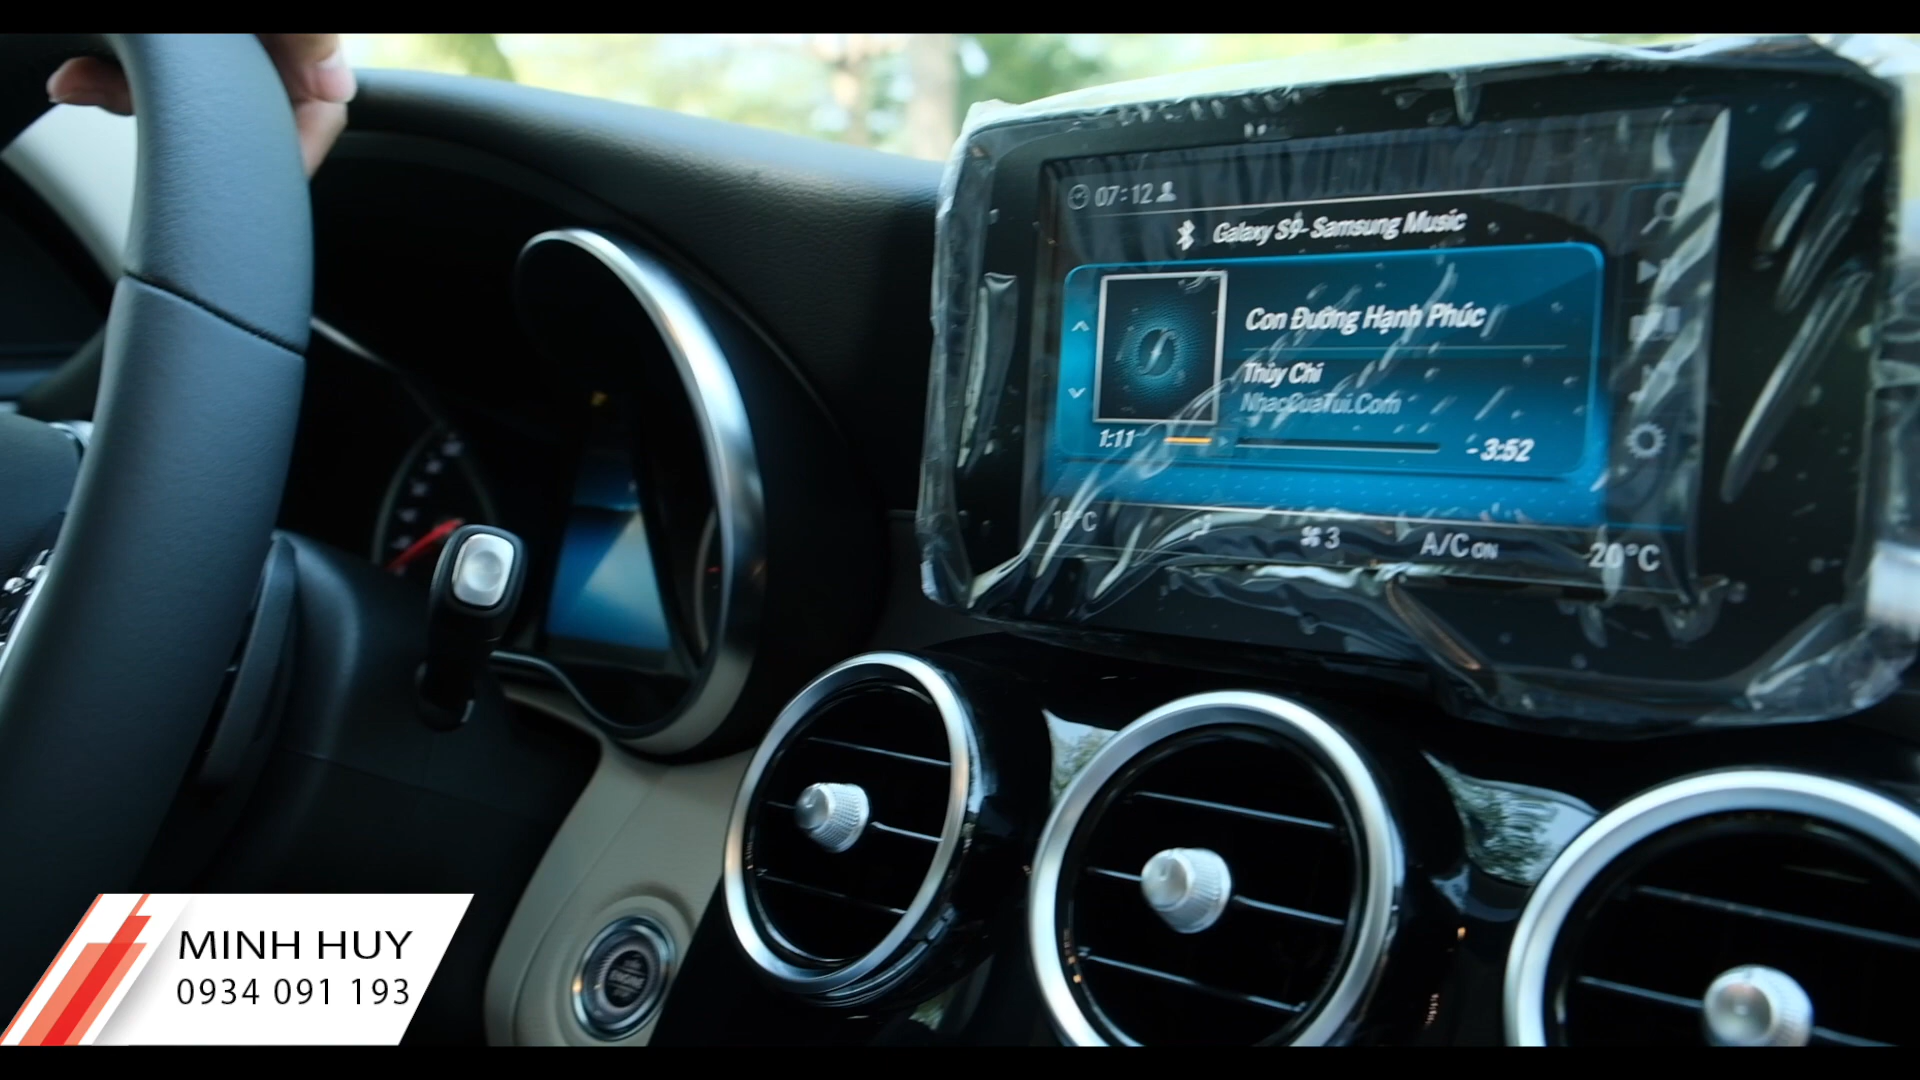 07:12
Galaxy S9- Samsung Music
Con Đường Hạnh Phúc
Thùy Chi
NhacCuaTui.Com
1:11
-3:52
3
A/C ON
20°C
ENGINE
MINH HUY
0934 091 193